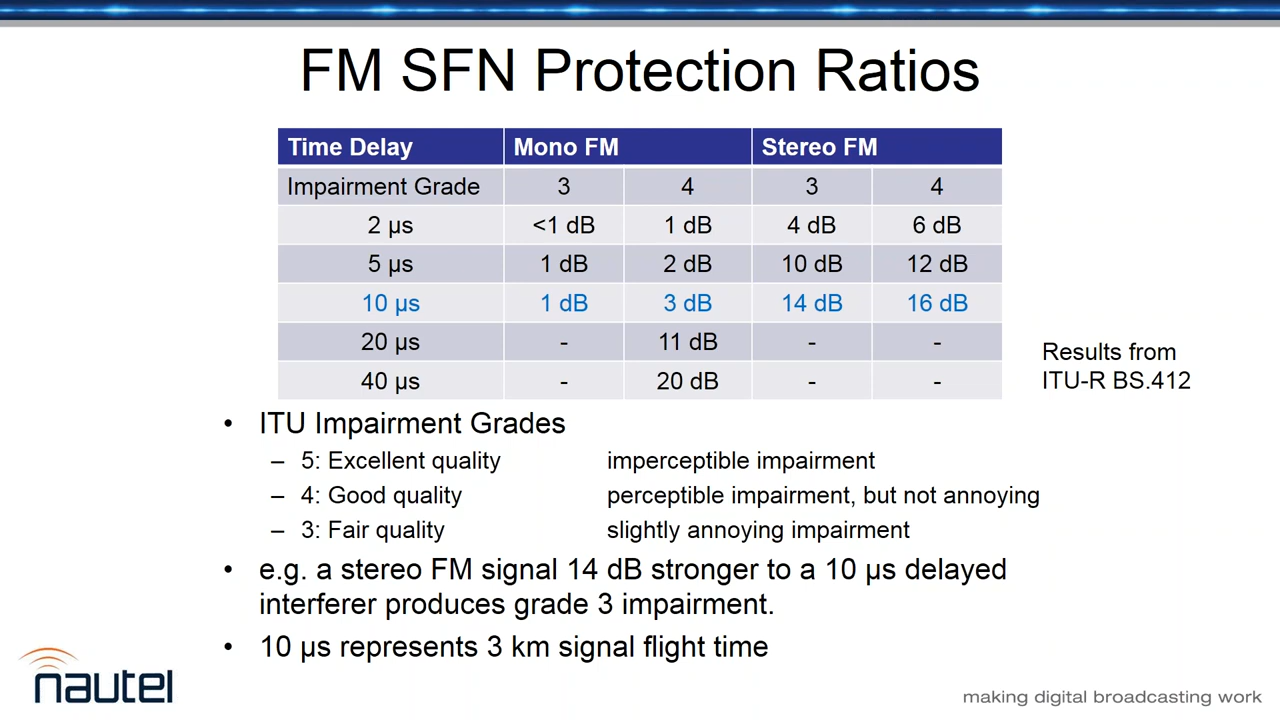 FM SFN Protection Ratios
Time Delay Mono FM Stereo FM
Impairment Grade 3 4 3 4
2 µs <1 dB 1 dB 4 dB 6 dB
5 µs 1 dB 2 dB 10 dB 12 dB
10 µs 1 dB 3 dB 14 dB 16 dB
20 µs - 11 dB - -
40 µs - 20 dB - -
Results from
ITU-R BS.412
• ITU Impairment Grades
– 5: Excellent quality imperceptible impairment
– 4: Good quality perceptible impairment, but not annoying
– 3: Fair quality slightly annoying impairment
• e.g. a stereo FM signal 14 dB stronger to a 10 µs delayed
interferer produces grade 3 impairment.
• 10 µs represents 3 km signal flight time
nautel
making digital broadcasting work